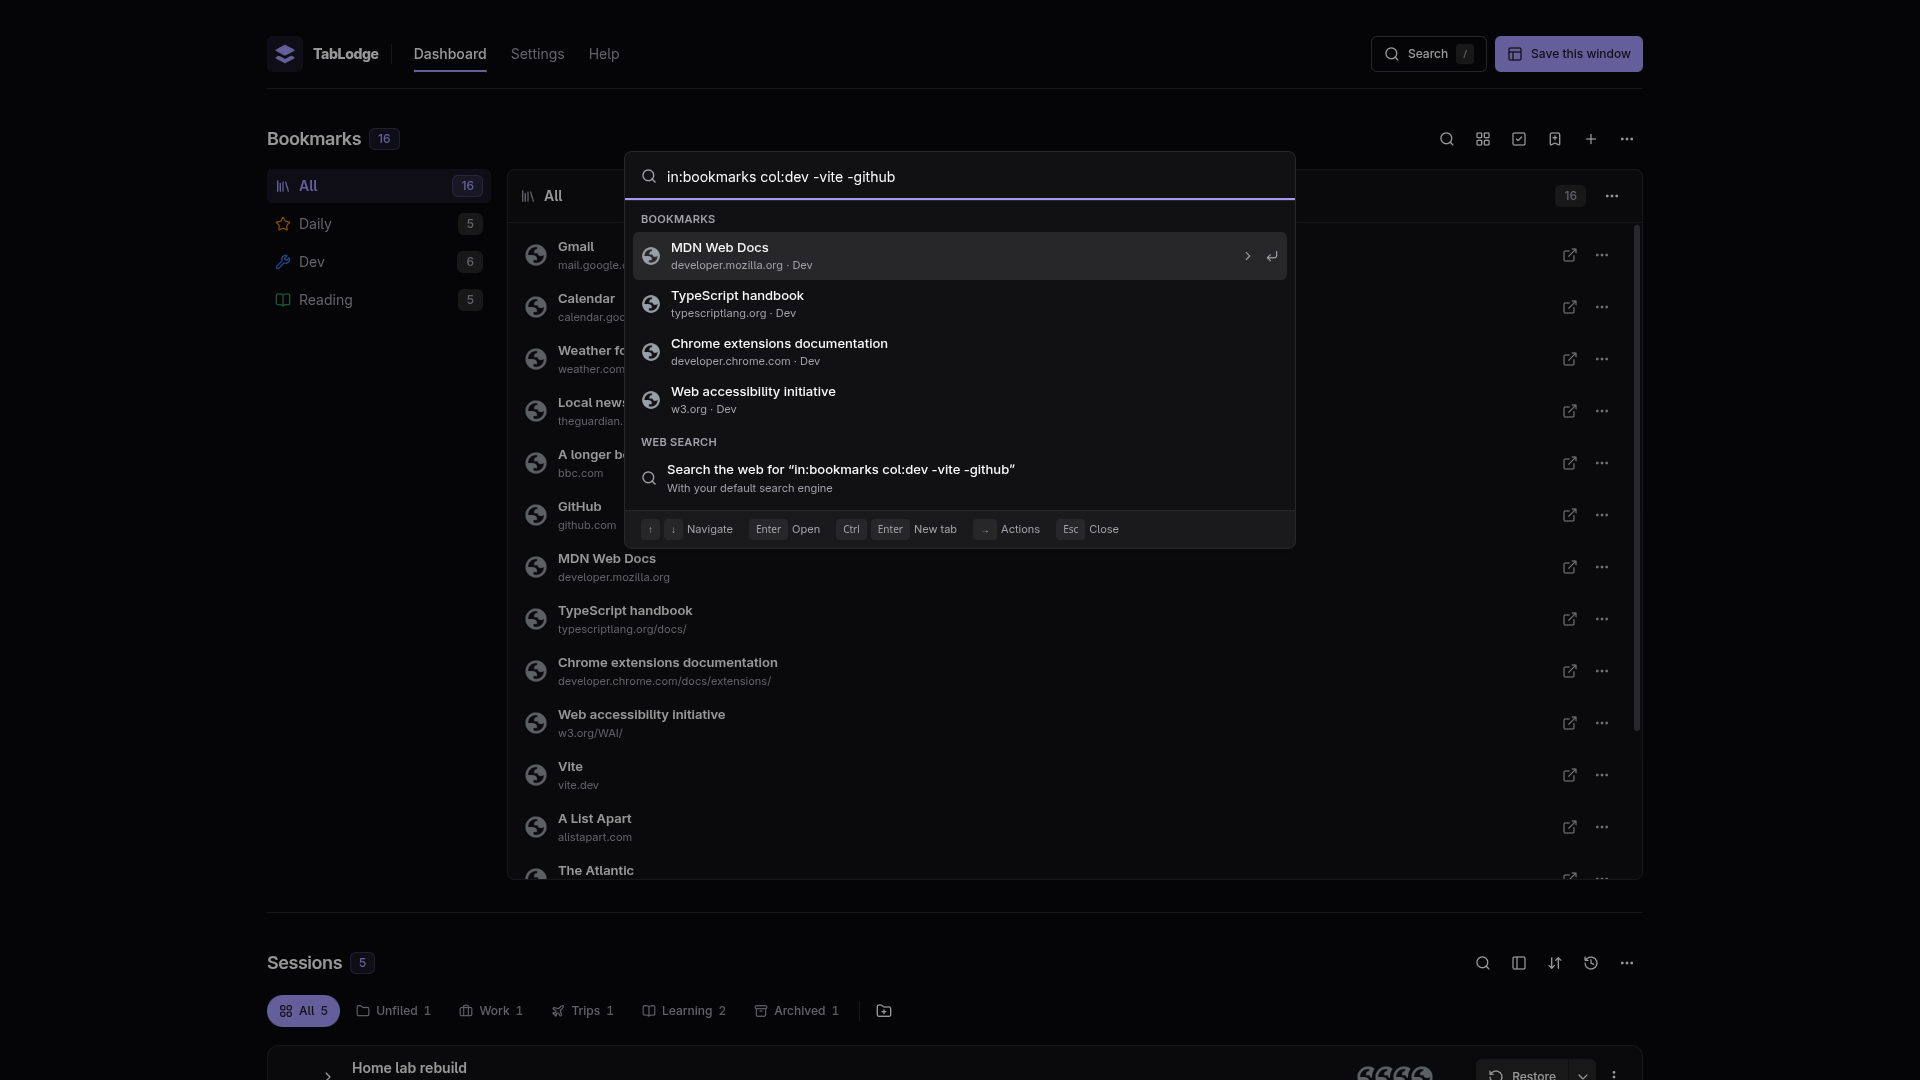 TabLodge
Dashboard
Settings
Help
Search /
Save this window
Bookmarks 16
All 16
Daily 5
Dev 6
Reading 5
All 16
Gmail
mail.google.c
Calendar
calendar.goo
Weather fo
weather.com
Local news
theguardian.
A longer b
bbc.com
GitHub
github.com
MDN Web Docs
developer.mozilla.org
TypeScript handbook
typescriptlang.org/docs/
Chrome extensions documentation
developer.chrome.com/docs/extensions/
Web accessibility initiative
w3.org/WAI/
Vite
vite.dev
A List Apart
alistapart.com
The Atlantic
in:bookmarks col:dev -vite -github
BOOKMARKS
MDN Web Docs
developer.mozilla.org · Dev
TypeScript handbook
typescriptlang.org · Dev
Chrome extensions documentation
developer.chrome.com · Dev
Web accessibility initiative
w3.org · Dev
WEB SEARCH
Search the web for “in:bookmarks col:dev -vite -github”
With your default search engine
↑ ↓ Navigate Enter Open Ctrl Enter New tab → Actions Esc Close
Sessions 5
All 5
Unfiled 1
Work 1
Trips 1
Learning 2
Archived 1
Home lab rebuild
Restore